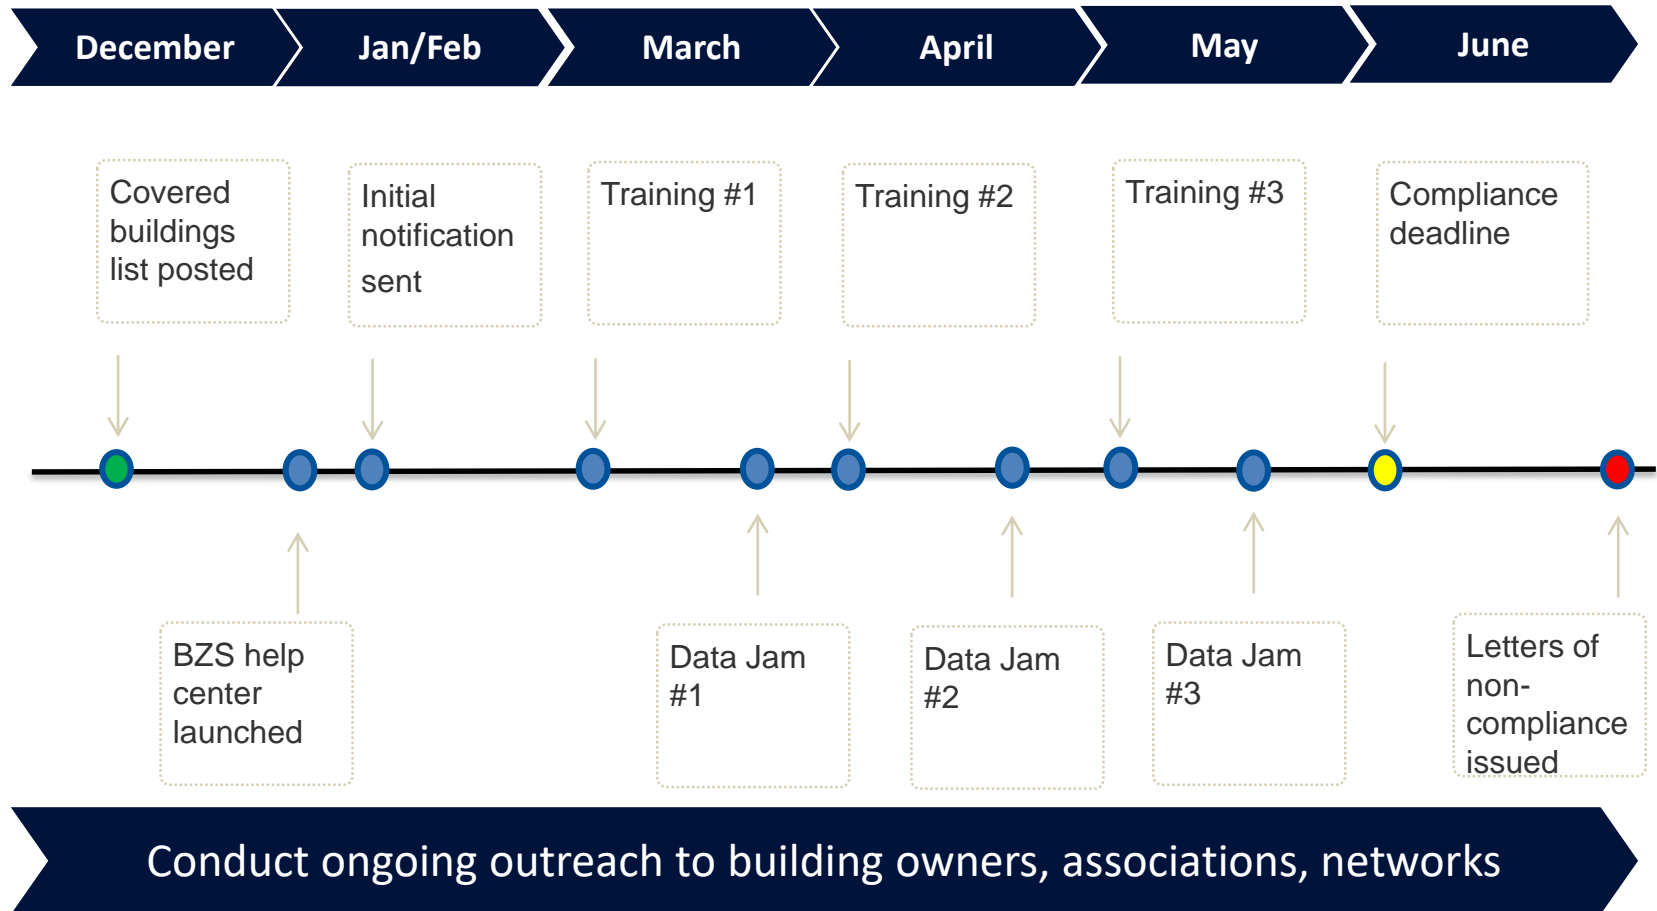 December
Jan/Feb
March
April
May
June
Covered
buildings
list posted
Initial
notification
sent
Training #1
Training #2
Training #3
Compliance
deadline
BZS help
center
launched
Data Jam
#1
Data Jam
#2
Data Jam
#3
Letters of
non-
compliance
issued
Conduct ongoing outreach to building owners, associations, networks